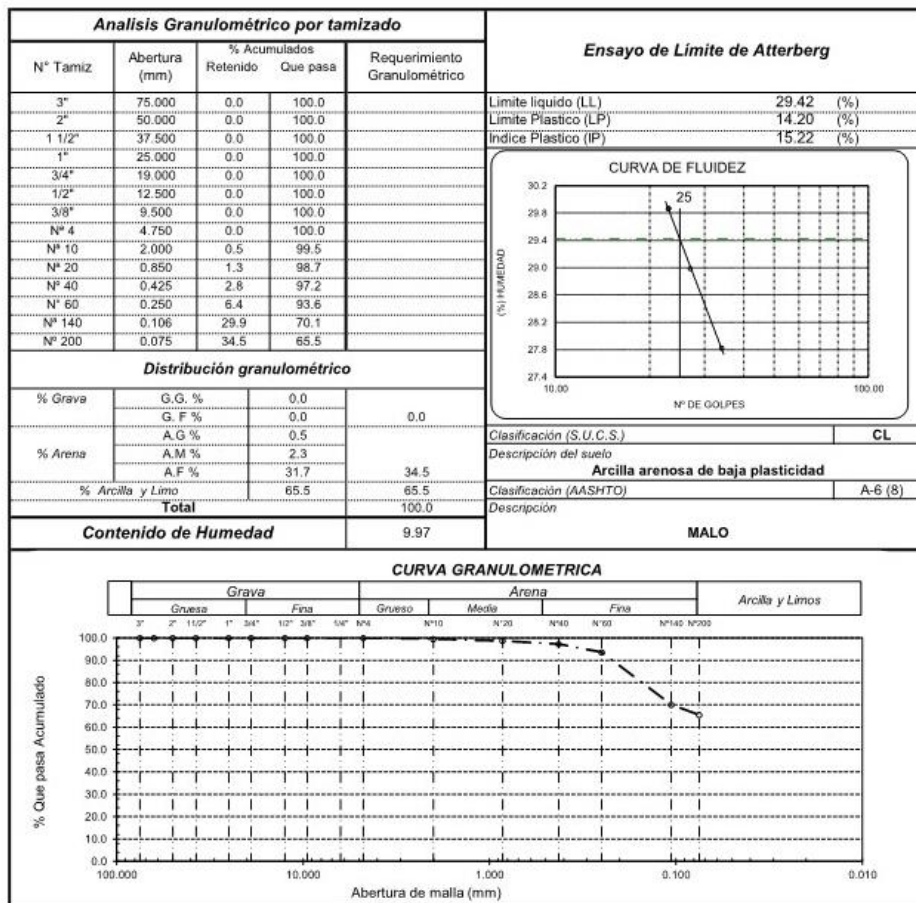 Analisis Granulométrico por tamizado
N° Tamiz Abertura (mm) % Acumulados Retenido Que pasa Requerimiento Granulométrico
3" 75.000 0.0 100.0
2" 50.000 0.0 100.0
1 1/2" 37.500 0.0 100.0
1" 25.000 0.0 100.0
3/4" 19.000 0.0 100.0
1/2" 12.500 0.0 100.0
3/8" 9.500 0.0 100.0
Nº 4 4.750 0.0 100.0
Nª 10 2.000 0.5 99.5
Nª 20 0.850 1.3 98.7
Nº 40 0.425 2.8 97.2
N° 60 0.250 6.4 93.6
Nª 140 0.106 29.9 70.1
Nº 200 0.075 34.5 65.5
Distribución granulométrico
% Grava G.G. % 0.0
G. F % 0.0 0.0
A.G % 0.5
% Arena A.M % 2.3
A.F % 31.7 34.5
% Arcilla y Limo 65.5 65.5
Total 100.0
Contenido de Humedad 9.97
Ensayo de Límite de Atterberg
Limite liquido (LL) 29.42 (%)
Limite Plastico (LP) 14.20 (%)
Indice Plastico (IP) 15.22 (%)
CURVA DE FLUIDEZ
25
30.2
29.8
29.4
29.0
28.6
28.2
27.8
27.4
(%) HUMEDAD
10.00 100.00
Nº DE GOLPES
Clasificación (S.U.C.S.) CL
Descripción del suelo
Arcilla arenosa de baja plasticidad
Clasificación (AASHTO) A-6 (8)
Descripción
MALO
CURVA GRANULOMETRICA
Grava Arena Arcilla y Limos
Gruesa Fina Grueso Media Fina
3" 2" 11/2" 1" 3/4" 1/2" 3/8" 1/4" N°4 N°10 N°20 N°40 N°60 N°140 N°200
100.0
90.0
80.0
70.0
60.0
50.0
40.0
30.0
20.0
10.0
0.0
% Que pasa Acumulado
100.000 10.000 1.000 0.100 0.010
Abertura de malla (mm)